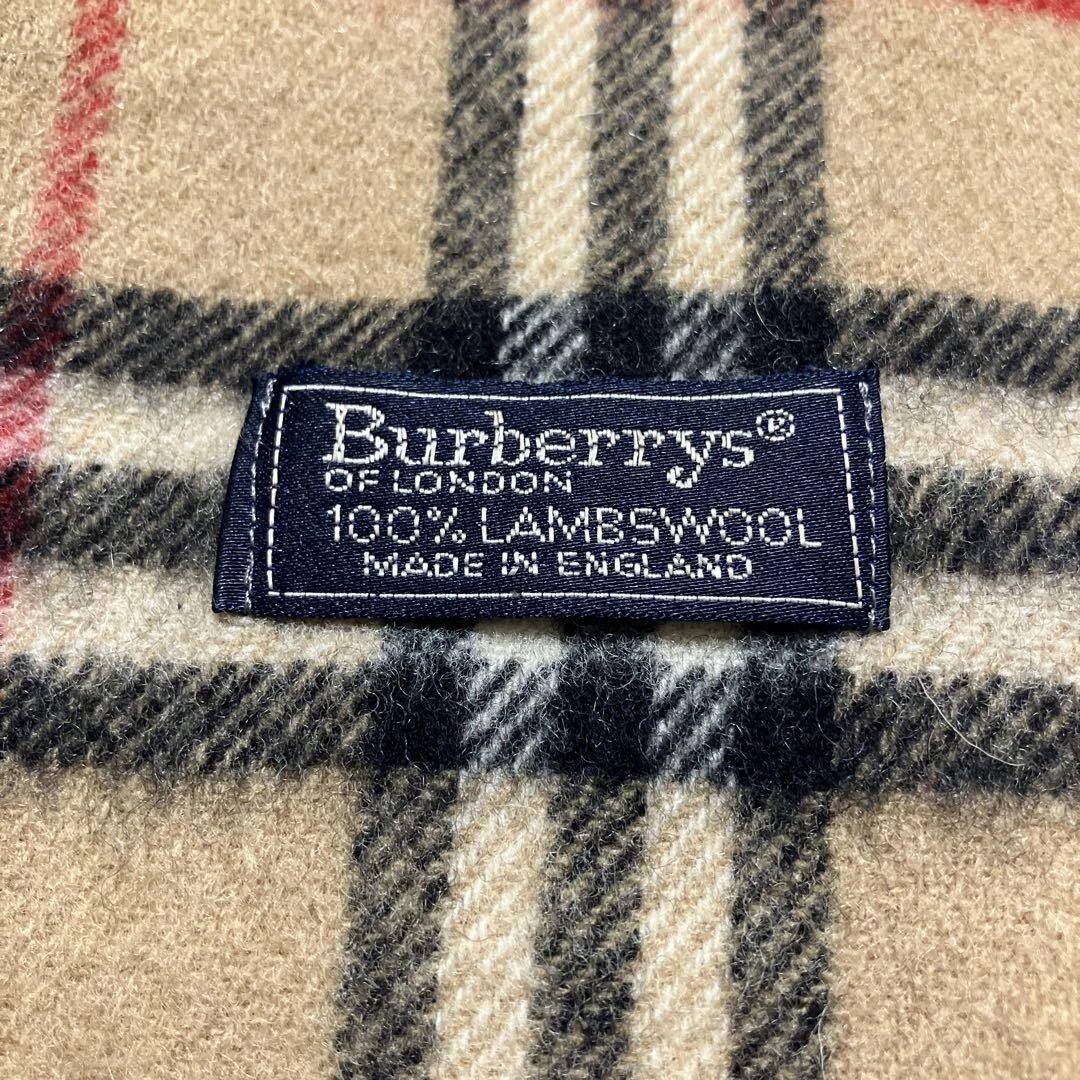 Burberrys®
OF LONDON
100% LAMBSWOOL
MADE IN ENGLAND